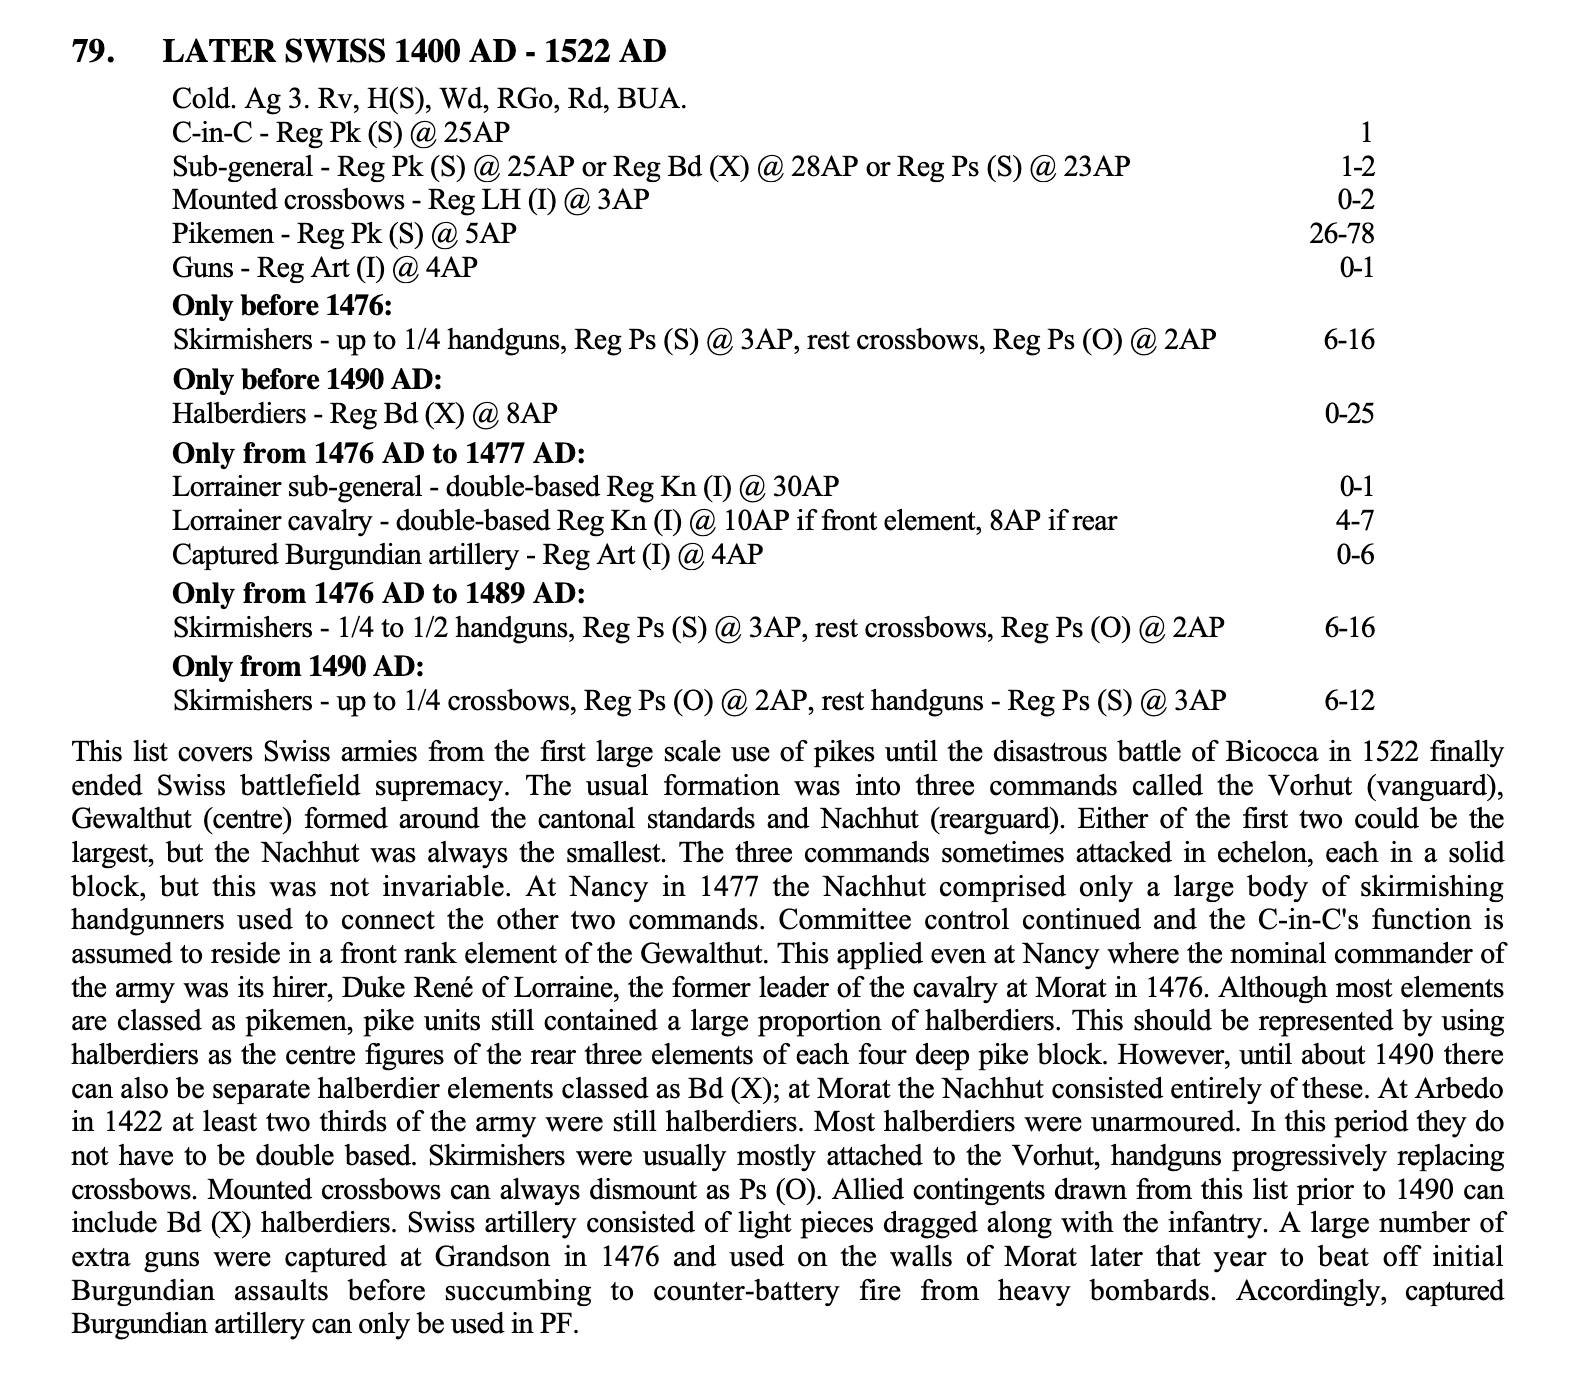 79. LATER SWISS 1400 AD - 1522 AD
Cold. Ag 3. Rv, H(S), Wd, RGo, Rd, BUA.
C-in-C - Reg Pk (S) @ 25AP 1
Sub-general - Reg Pk (S) @ 25AP or Reg Bd (X) @ 28AP or Reg Ps (S) @ 23AP 1-2
Mounted crossbows - Reg LH (I) @ 3AP 0-2
Pikemen - Reg Pk (S) @ 5AP 26-78
Guns - Reg Art (I) @ 4AP 0-1
Only before 1476:
Skirmishers - up to 1/4 handguns, Reg Ps (S) @ 3AP, rest crossbows, Reg Ps (O) @ 2AP 6-16
Only before 1490 AD:
Halberdiers - Reg Bd (X) @ 8AP 0-25
Only from 1476 AD to 1477 AD:
Lorrainer sub-general - double-based Reg Kn (I) @ 30AP 0-1
Lorrainer cavalry - double-based Reg Kn (I) @ 10AP if front element, 8AP if rear 4-7
Captured Burgundian artillery - Reg Art (I) @ 4AP 0-6
Only from 1476 AD to 1489 AD:
Skirmishers - 1/4 to 1/2 handguns, Reg Ps (S) @ 3AP, rest crossbows, Reg Ps (O) @ 2AP 6-16
Only from 1490 AD:
Skirmishers - up to 1/4 crossbows, Reg Ps (O) @ 2AP, rest handguns - Reg Ps (S) @ 3AP 6-12
This list covers Swiss armies from the first large scale use of pikes until the disastrous battle of Bicocca in 1522 finally
ended Swiss battlefield supremacy. The usual formation was into three commands called the Vorhut (vanguard),
Gewalthut (centre) formed around the cantonal standards and Nachhut (rearguard). Either of the first two could be the
largest, but the Nachhut was always the smallest. The three commands sometimes attacked in echelon, each in a solid
block, but this was not invariable. At Nancy in 1477 the Nachhut comprised only a large body of skirmishing
handgunners used to connect the other two commands. Committee control continued and the C-in-C's function is
assumed to reside in a front rank element of the Gewalthut. This applied even at Nancy where the nominal commander of
the army was its hirer, Duke René of Lorraine, the former leader of the cavalry at Morat in 1476. Although most elements
are classed as pikemen, pike units still contained a large proportion of halberdiers. This should be represented by using
halberdiers as the centre figures of the rear three elements of each four deep pike block. However, until about 1490 there
can also be separate halberdier elements classed as Bd (X); at Morat the Nachhut consisted entirely of these. At Arbedo
in 1422 at least two thirds of the army were still halberdiers. Most halberdiers were unarmoured. In this period they do
not have to be double based. Skirmishers were usually mostly attached to the Vorhut, handguns progressively replacing
crossbows. Mounted crossbows can always dismount as Ps (O). Allied contingents drawn from this list prior to 1490 can
include Bd (X) halberdiers. Swiss artillery consisted of light pieces dragged along with the infantry. A large number of
extra guns were captured at Grandson in 1476 and used on the walls of Morat later that year to beat off initial
Burgundian assaults before succumbing to counter-battery fire from heavy bombards. Accordingly, captured
Burgundian artillery can only be used in PF.